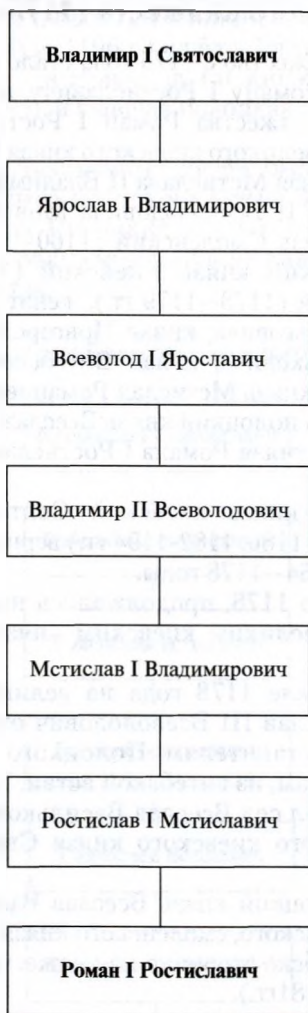 Владимир I Святославич
Ярослав I Владимирович
Всеволод I Ярославич
Владимир II Всеволодович
Мстислав I Владимирович
Ростислав I Мстиславич
Роман I Ростиславич